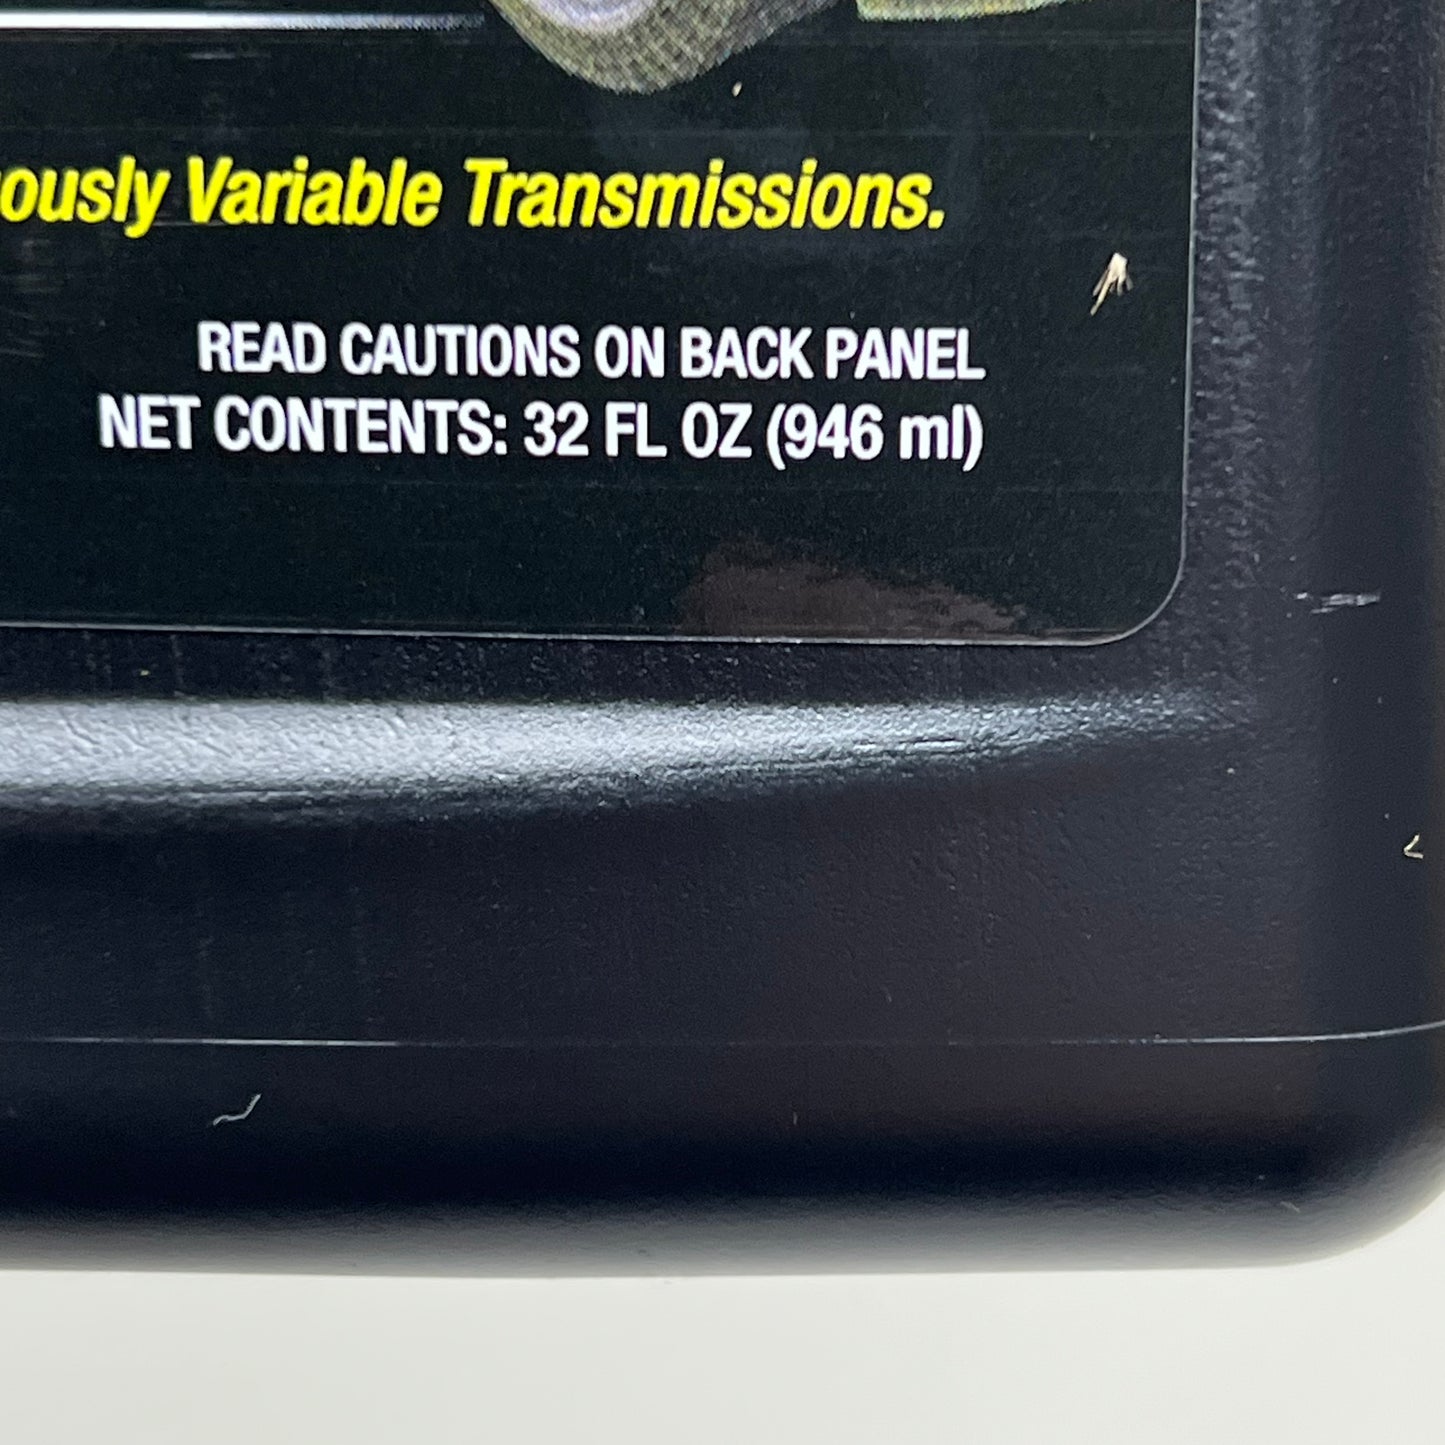 ously Variable Transmissions.
READ CAUTIONS ON BACK PANEL
NET CONTENTS: 32 FL OZ (946 ml)